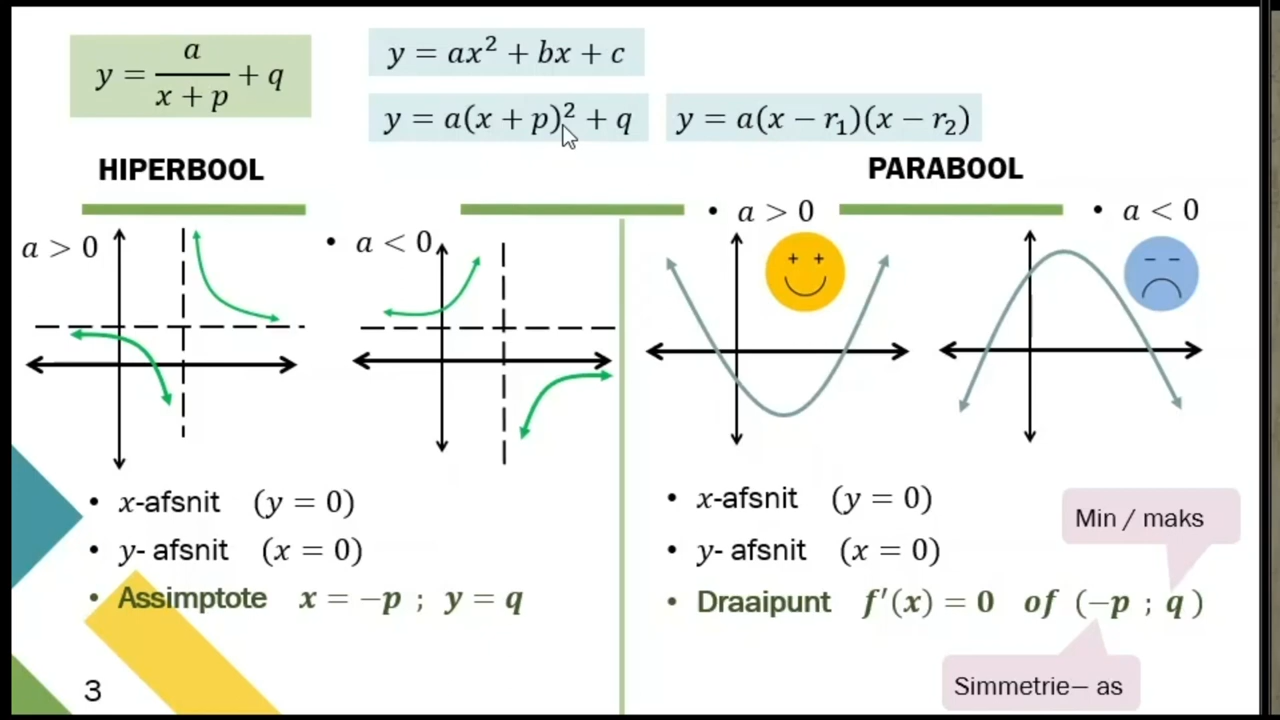 y = a/(x + p) + q
y = ax² + bx + c
y = a(x + p)² + q
y = a(x − r₁)(x − r₂)
HIPERBOOL
PARABOOL
a > 0
• a < 0
• a > 0
• a < 0
• x-afsnit (y = 0)
• y- afsnit (x = 0)
• Assimptote x = −p ; y = q
• x-afsnit (y = 0)
• y- afsnit (x = 0)
• Draaipunt f′(x) = 0 of (−p ; q )
Min / maks
Simmetrie− as
3